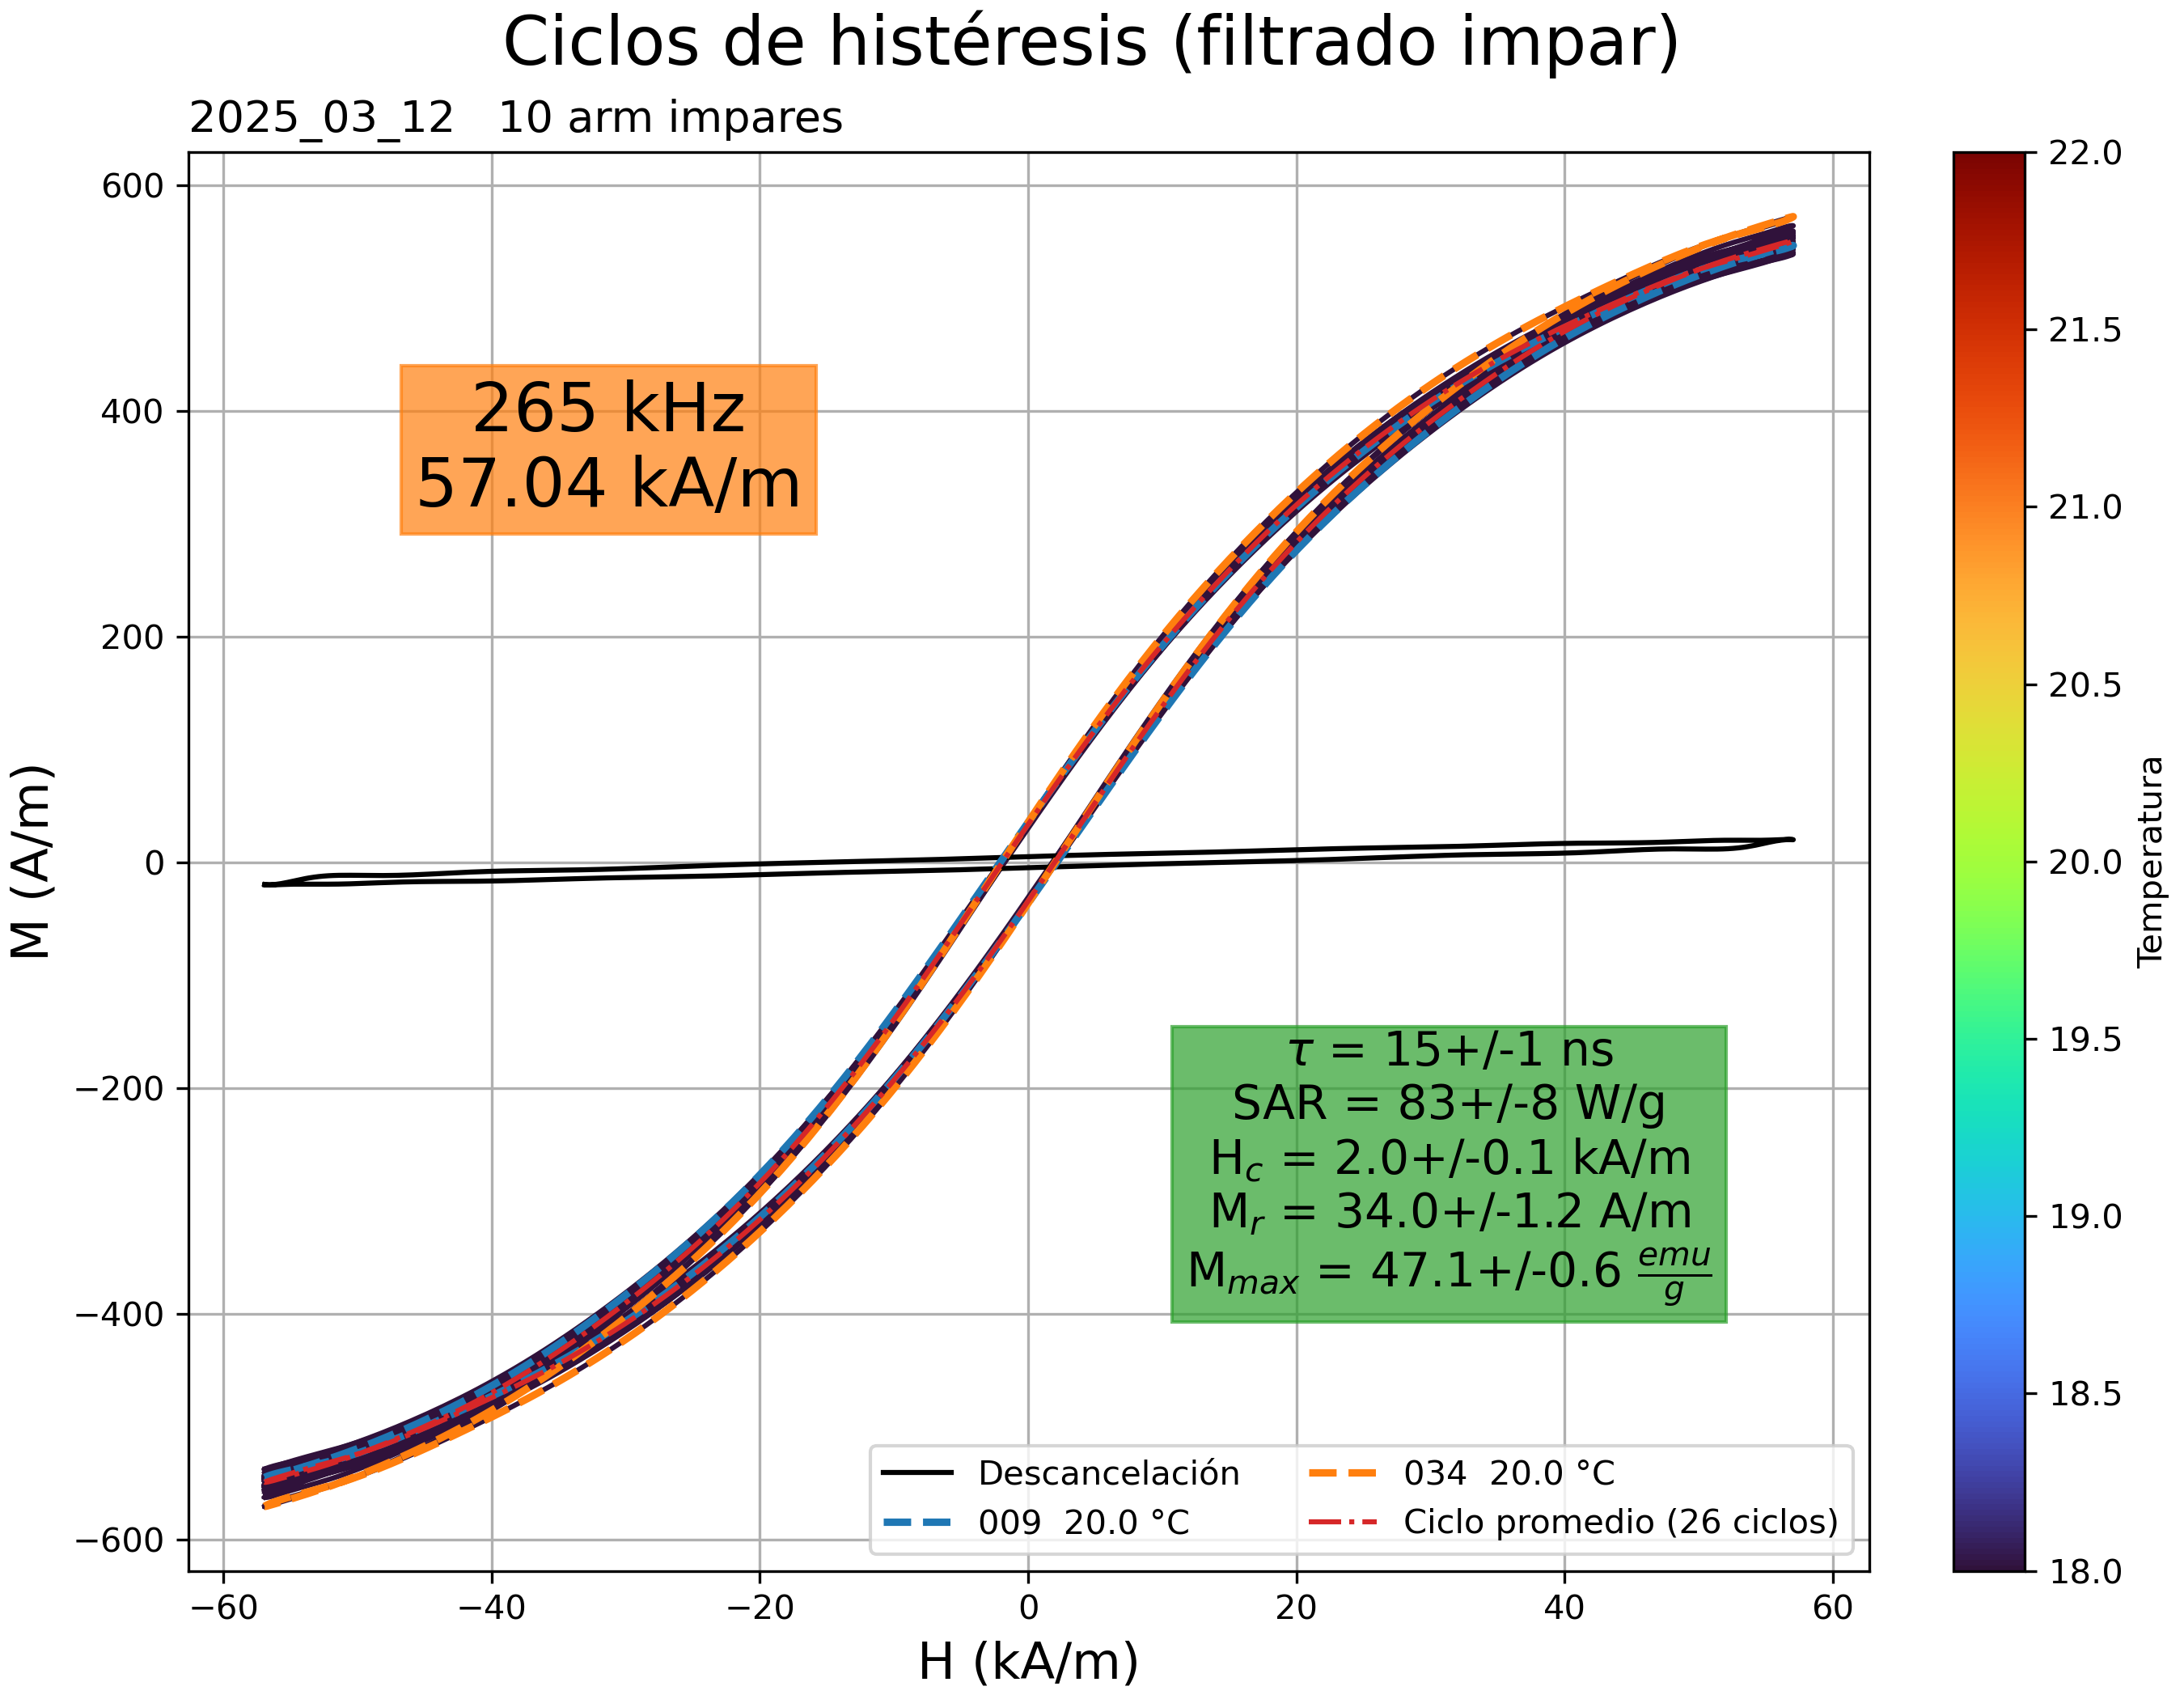 Ciclos de histéresis (filtrado impar)
2025_03_12   10 arm impares
265 kHz
57.04 kA/m
τ = 15+/-1 ns
SAR = 83+/-8 W/g
H_c = 2.0+/-0.1 kA/m
M_r = 34.0+/-1.2 A/m
M_max = 47.1+/-0.6 emu/g
Descancelación
009  20.0 °C
034  20.0 °C
Ciclo promedio (26 ciclos)
M (A/m)
600
400
200
0
−200
−400
−600
−60
−40
−20
0
20
40
60
H (kA/m)
22.0
21.5
21.0
20.5
20.0
19.5
19.0
18.5
18.0
Temperatura